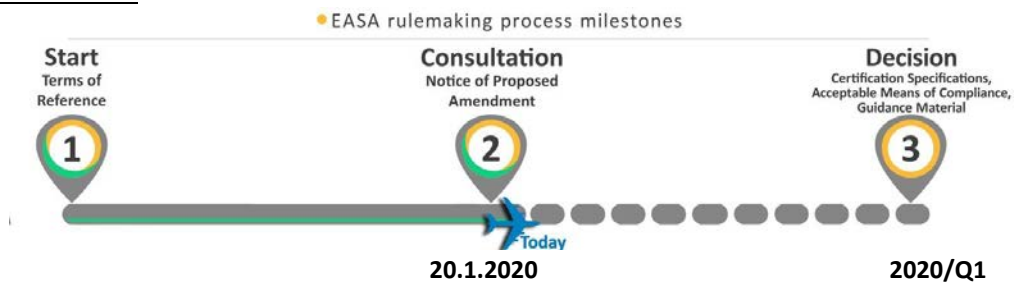 EASA rulemaking process milestones
Start
Terms of
Reference
Consultation
Notice of Proposed
Amendment
Decision
Certification Specifications,
Acceptable Means of Compliance,
Guidance Material
1
2
3
Today
20.1.2020
2020/Q1